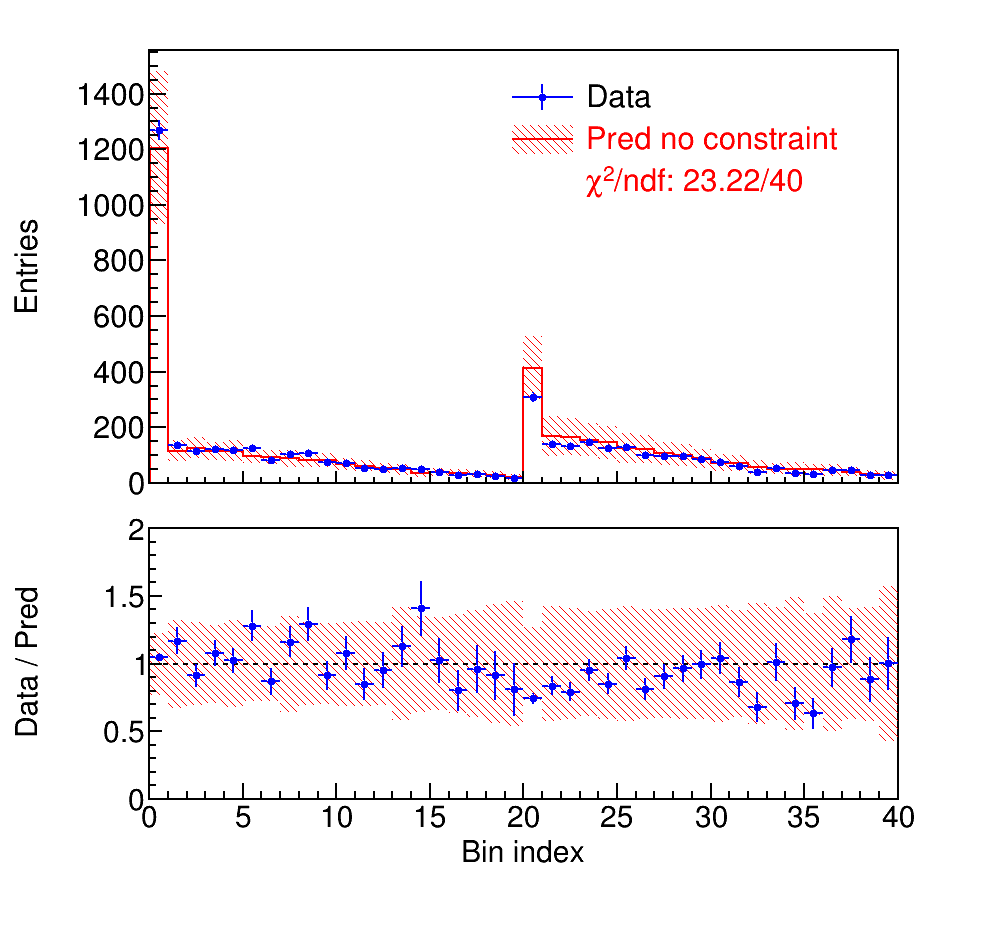 1400
1200
1000
800
600
400
200
0
Entries
Data
Pred no constraint
χ²/ndf: 23.22/40
2
1.5
1
0.5
0
Data / Pred
0 5 10 15 20 25 30 35 40
Bin index